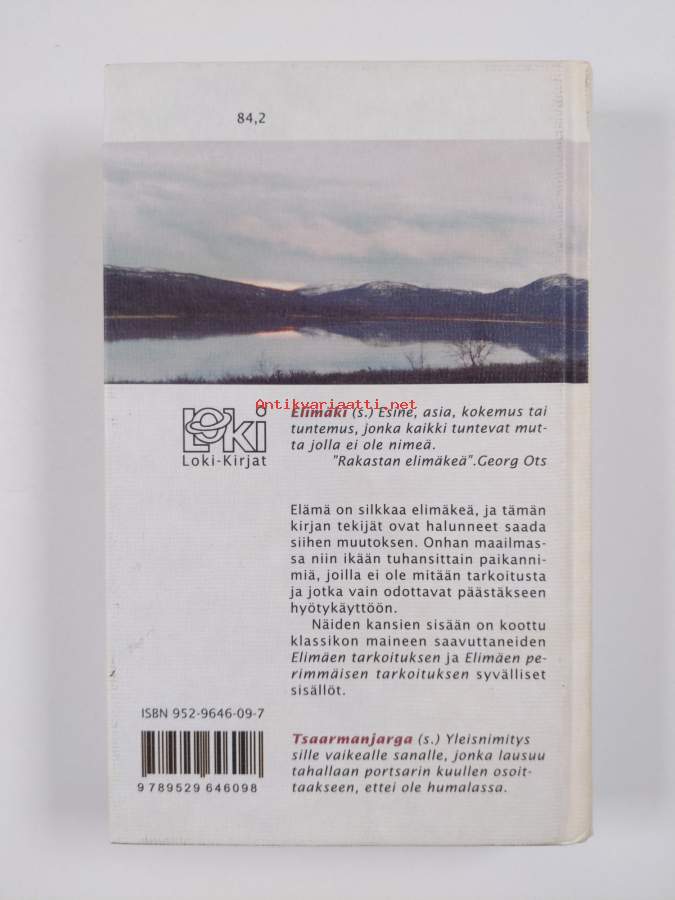 84,2
Antikvariaatti.net
LOKI
Loki-Kirjat
Elimäki (s.) Esine, asia, kokemus tai
tuntemus, jonka kaikki tuntevat mut-
ta jolla ei ole nimeä.
"Rakastan elimäkeä".Georg Ots
Elämä on silkkaa elimäkeä, ja tämän
kirjan tekijät ovat halunneet saada
siihen muutoksen. Onhan maailmas-
sa niin ikään tuhansittain paikanni-
miä, joilla ei ole mitään tarkoitusta
ja jotka vain odottavat päästäkseen
hyötykäyttöön.
Näiden kansien sisään on koottu
klassikon maineen saavuttaneiden
Elimäen tarkoituksen ja Elimäen pe-
rimmäisen tarkoituksen syvälliset
sisällöt.
ISBN 952-9646-09-7
9 789529 646098
Tsaarmanjarga (s.) Yleisnimitys
sille vaikealle sanalle, jonka lausuu
tahallaan portsarin kuullen osoit-
taakseen, ettei ole humalassa.